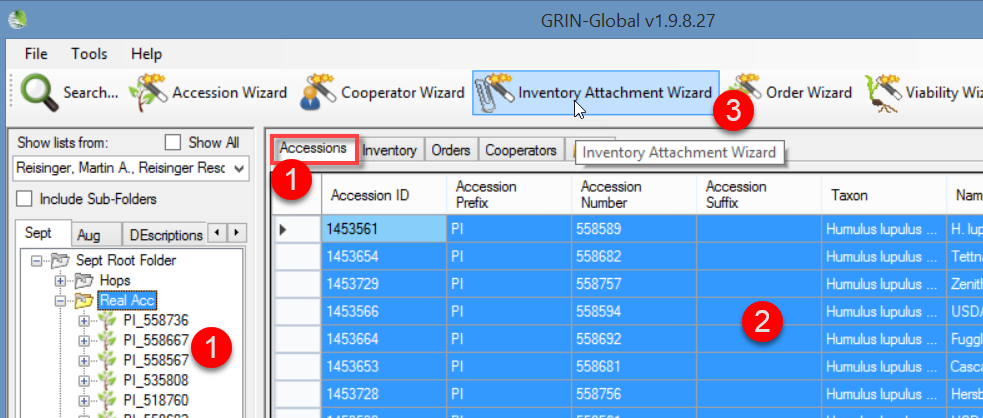 GRIN-Global v1.9.8.27
File Tools Help
Search... Accession Wizard Cooperator Wizard Inventory Attachment Wizard Order Wizard Viability Wiz
3
Show lists from: Show All
Reisinger, Martin A., Reisinger Resc
Include Sub-Folders
Sept Aug DEscriptions
Sept Root Folder
Hops
Real Acc
PI_558736
PI_558667
PI_558567
PI_535808
PI_518760
1
Accessions Inventory Orders Cooperators
Inventory Attachment Wizard
1
Accession ID Accession Prefix Accession Number Accession Suffix Taxon Nam
1453561 PI 558589 Humulus lupulus ... H. lup
1453654 PI 558682 Humulus lupulus ... Tettna
1453729 PI 558757 Humulus lupulus ... Zenith
1453566 PI 558594 Humulus lupulus ... USDA
1453664 PI 558692 Humulus lupulus ... Fuggl
1453653 PI 558681 Humulus lupulus ... Casca
1453728 PI 558756 Humulus lupulus ... Hersb
2